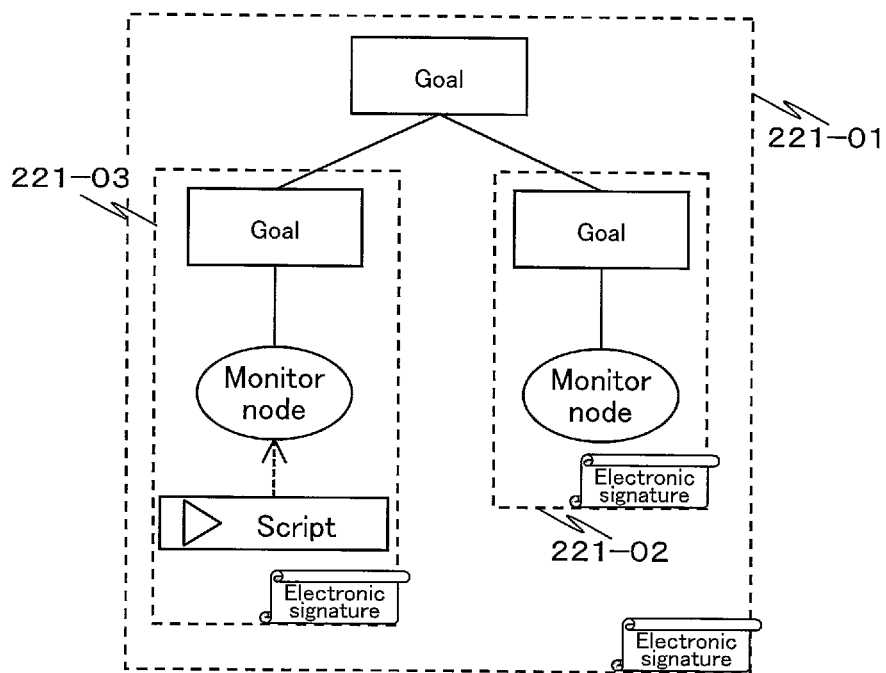 Goal
221-01
221-03
Goal
Goal
Monitor
node
Monitor
node
Electronic
signature
Script
221-02
Electronic
signature
Electronic
signature